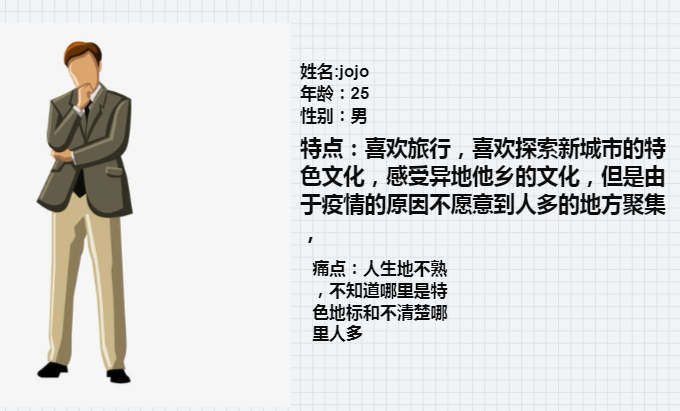 姓名:jojo
年龄：25
性别：男
特点：喜欢旅行，喜欢探索新城市的特
色文化，感受异地他乡的文化，但是由
于疫情的原因不愿意到人多的地方聚集
，
痛点：人生地不熟
，不知道哪里是特
色地标和不清楚哪
里人多